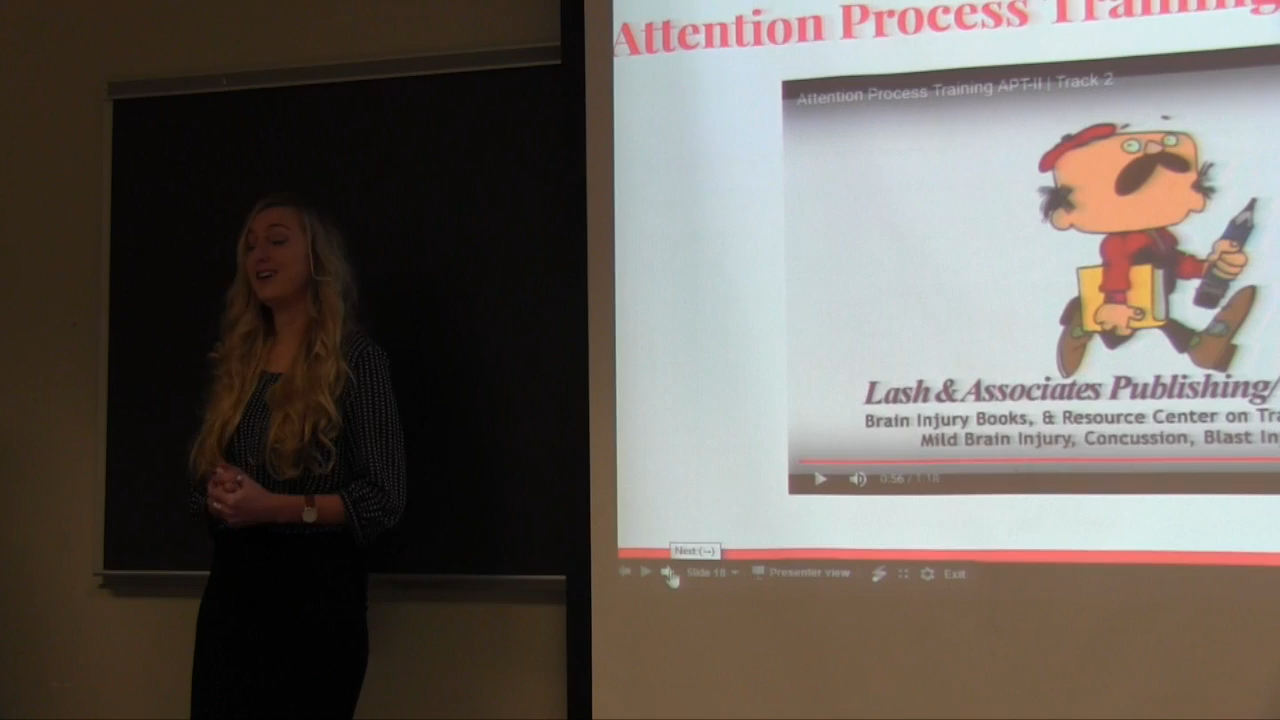 Attention Process Training
Attention Process Training APT-II | Track 2
Lash & Associates Publishing/
Brain Injury Books, & Resource Center on Tra
Mild Brain Injury, Concussion, Blast In
0:56 / 1:18
Next (→)
Slide 18 Presenter view Exit